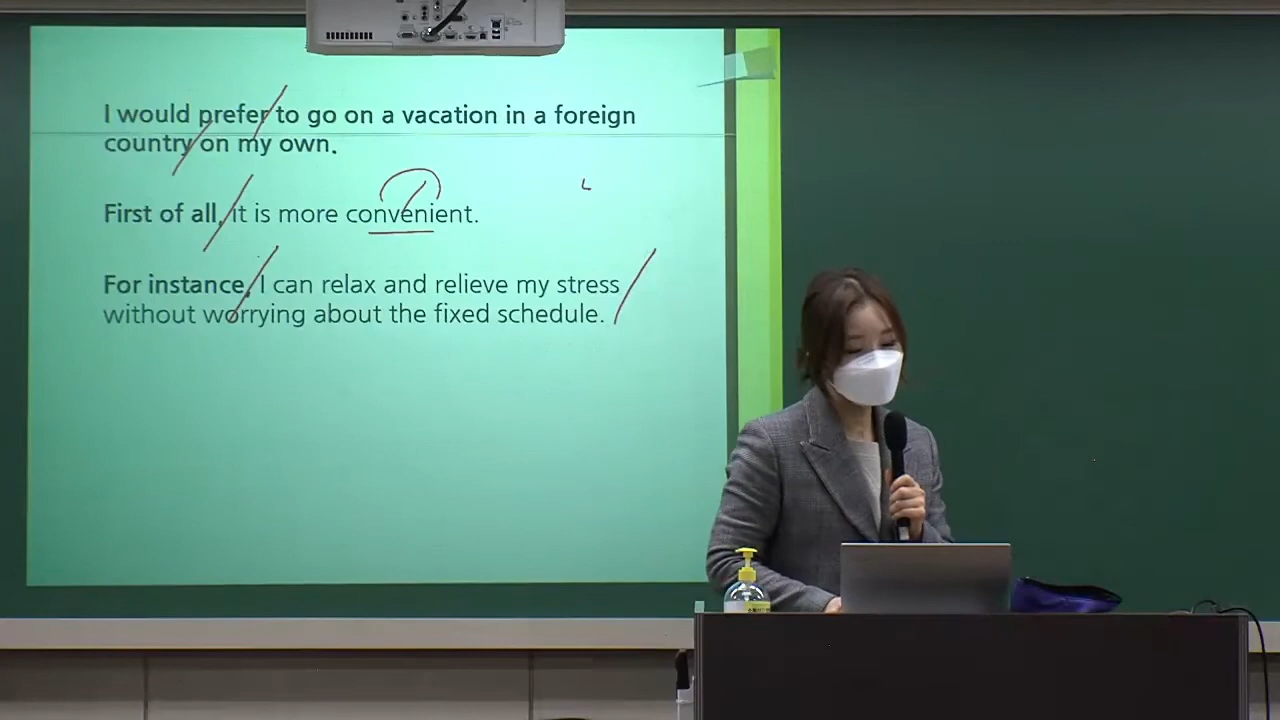 I would prefer to go on a vacation in a foreign
country on my own.
First of all, it is more convenient.
For instance, I can relax and relieve my stress
without worrying about the fixed schedule.